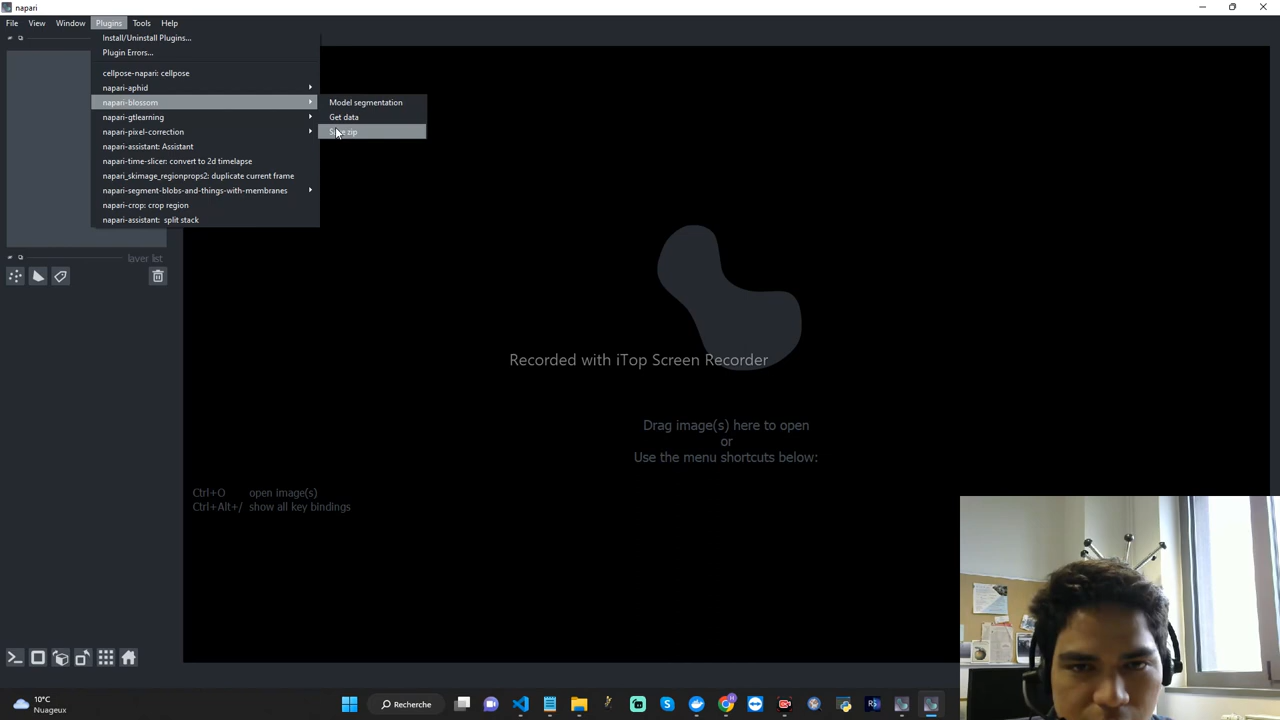 napari
File View Window Plugins Tools Help
Install/Uninstall Plugins...
Plugin Errors...
cellpose-napari: cellpose
napari-aphid
napari-blossom
Model segmentation
napari-gtlearning
Get data
napari-pixel-correction
zip
napari-assistant: Assistant
napari-time-slicer: convert to 2d timelapse
napari_skimage_regionprops2: duplicate current frame
napari-segment-blobs-and-things-with-membranes
napari-crop: crop region
napari-assistant: split stack
layer list
Recorded with iTop Screen Recorder
Drag image(s) here to open
or
Use the menu shortcuts below:
Ctrl+O open image(s)
Ctrl+Alt+/ show all key bindings
10°C
Nuageux
Recherche